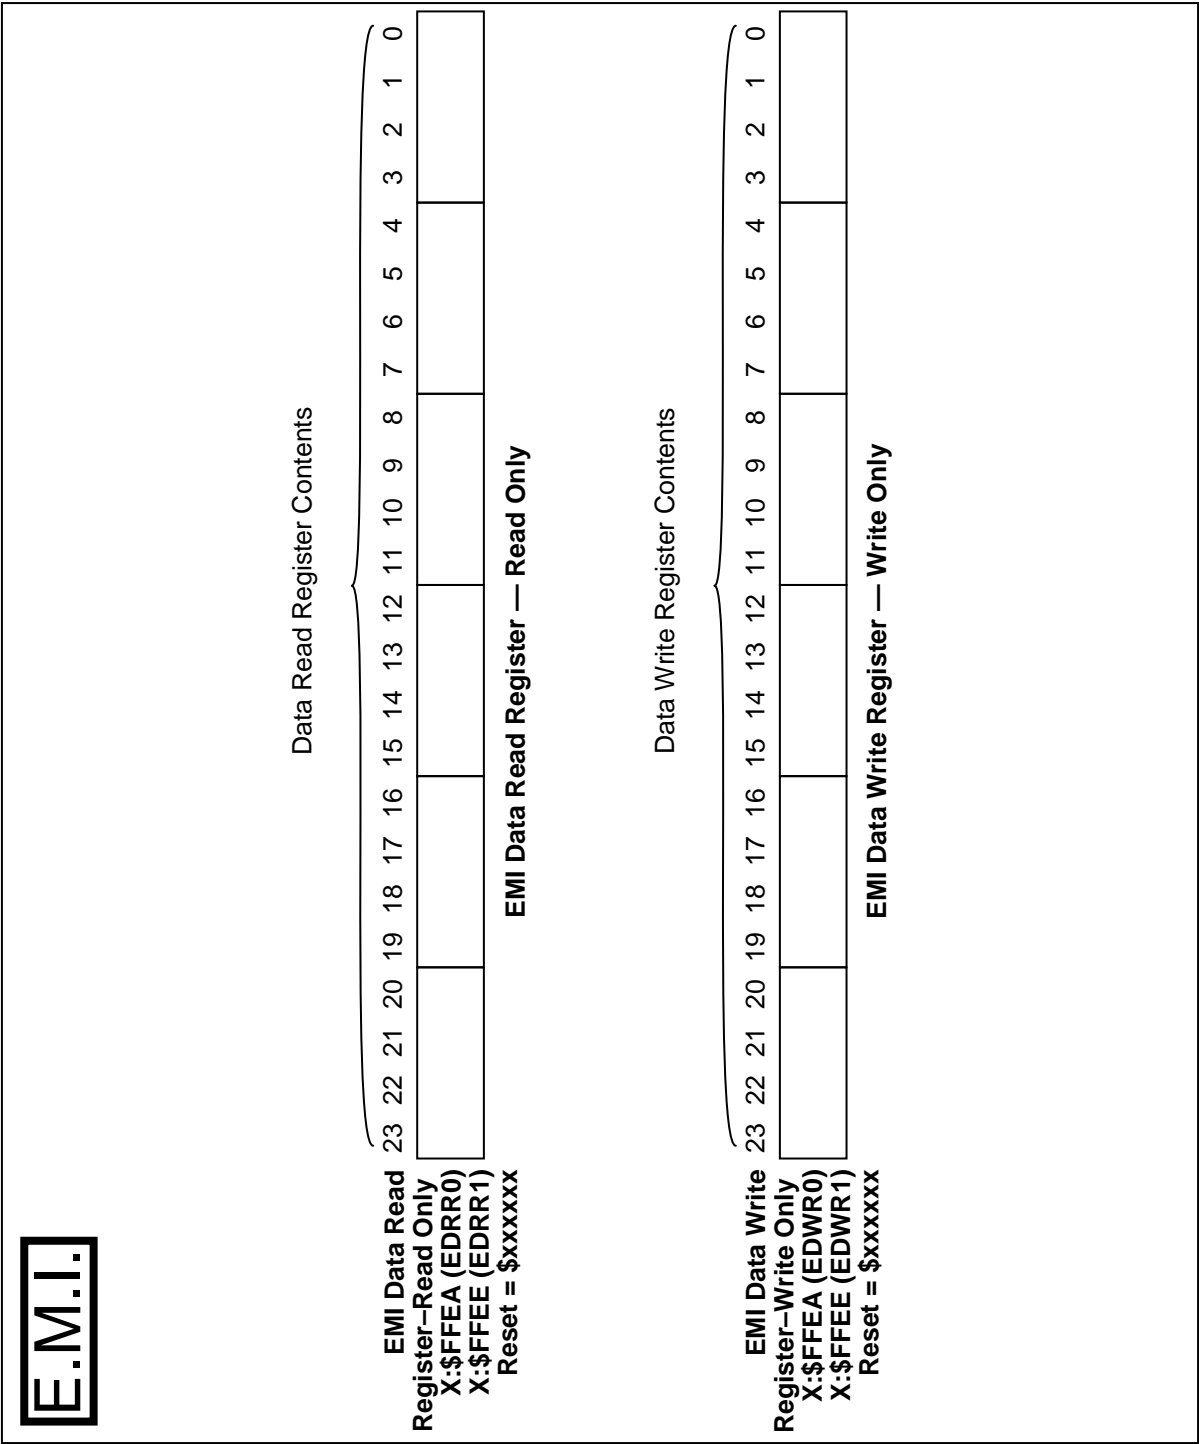 E.M.I.
Data Read Register Contents
23 22 21 20 19 18 17 16 15 14 13 12 11 10 9 8 7 6 5 4 3 2 1 0
EMI Data Read
Register–Read Only
X:$FFEA (EDRR0)
X:$FFEE (EDRR1)
Reset = $xxxxxx
EMI Data Read Register — Read Only
Data Write Register Contents
23 22 21 20 19 18 17 16 15 14 13 12 11 10 9 8 7 6 5 4 3 2 1 0
EMI Data Write
Register–Write Only
X:$FFEA (EDWR0)
X:$FFEE (EDWR1)
Reset = $xxxxxx
EMI Data Write Register — Write Only